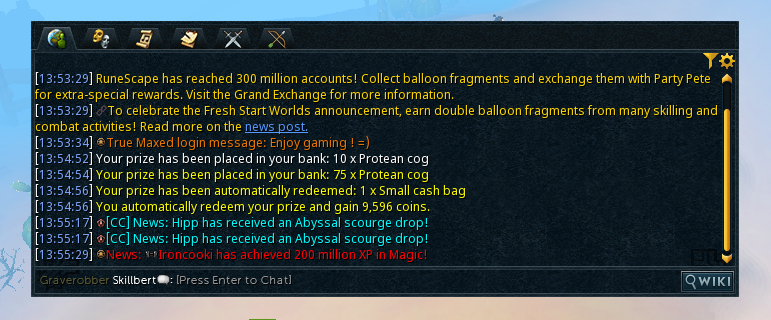 [13:53:29] RuneScape has reached 300 million accounts! Collect balloon fragments and exchange them with Party Pete
for extra-special rewards. Visit the Grand Exchange for more information.
[13:53:29] To celebrate the Fresh Start Worlds announcement, earn double balloon fragments from many skilling and
combat activities! Read more on the news post.
[13:53:34] True Maxed login message: Enjoy gaming ! =)
[13:54:52] Your prize has been placed in your bank: 10 x Protean cog
[13:54:54] Your prize has been placed in your bank: 75 x Protean cog
[13:54:56] Your prize has been automatically redeemed: 1 x Small cash bag
[13:54:56] You automatically redeem your prize and gain 9,596 coins.
[13:55:17] [CC] News: Hipp has received an Abyssal scourge drop!
[13:55:17] [CC] News: Hipp has received an Abyssal scourge drop!
[13:55:29] News: Ironcooki has achieved 200 million XP in Magic!
Graverobber Skillbert: [Press Enter to Chat]
WIKI